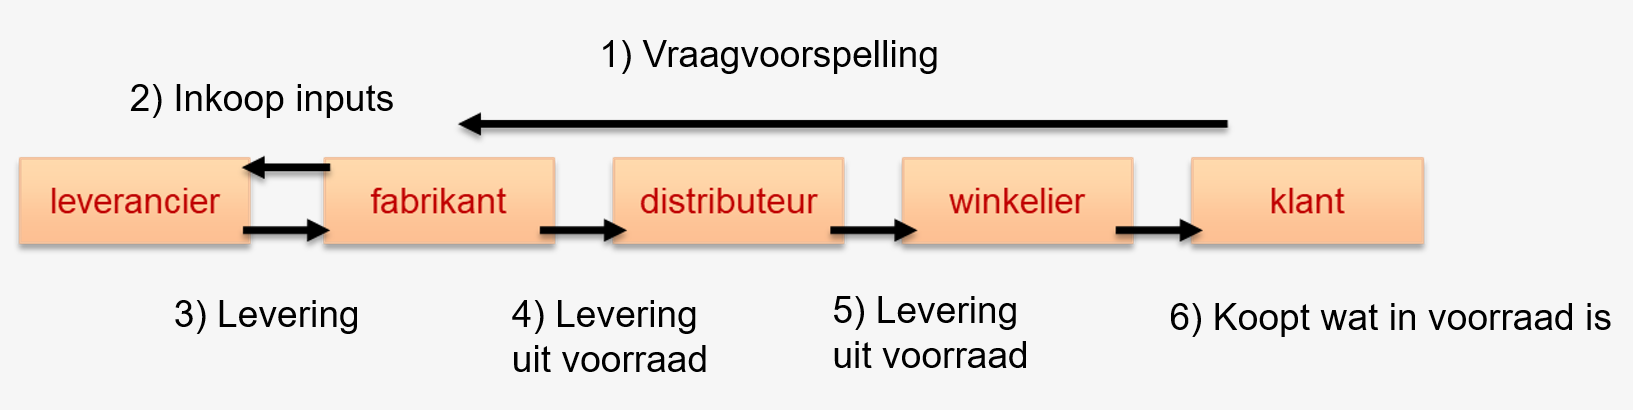 1) Vraagvoorspelling
2) Inkoop inputs
leverancier
fabrikant
distributeur
winkelier
klant
3) Levering
4) Levering
uit voorraad
5) Levering
uit voorraad
6) Koopt wat in voorraad is